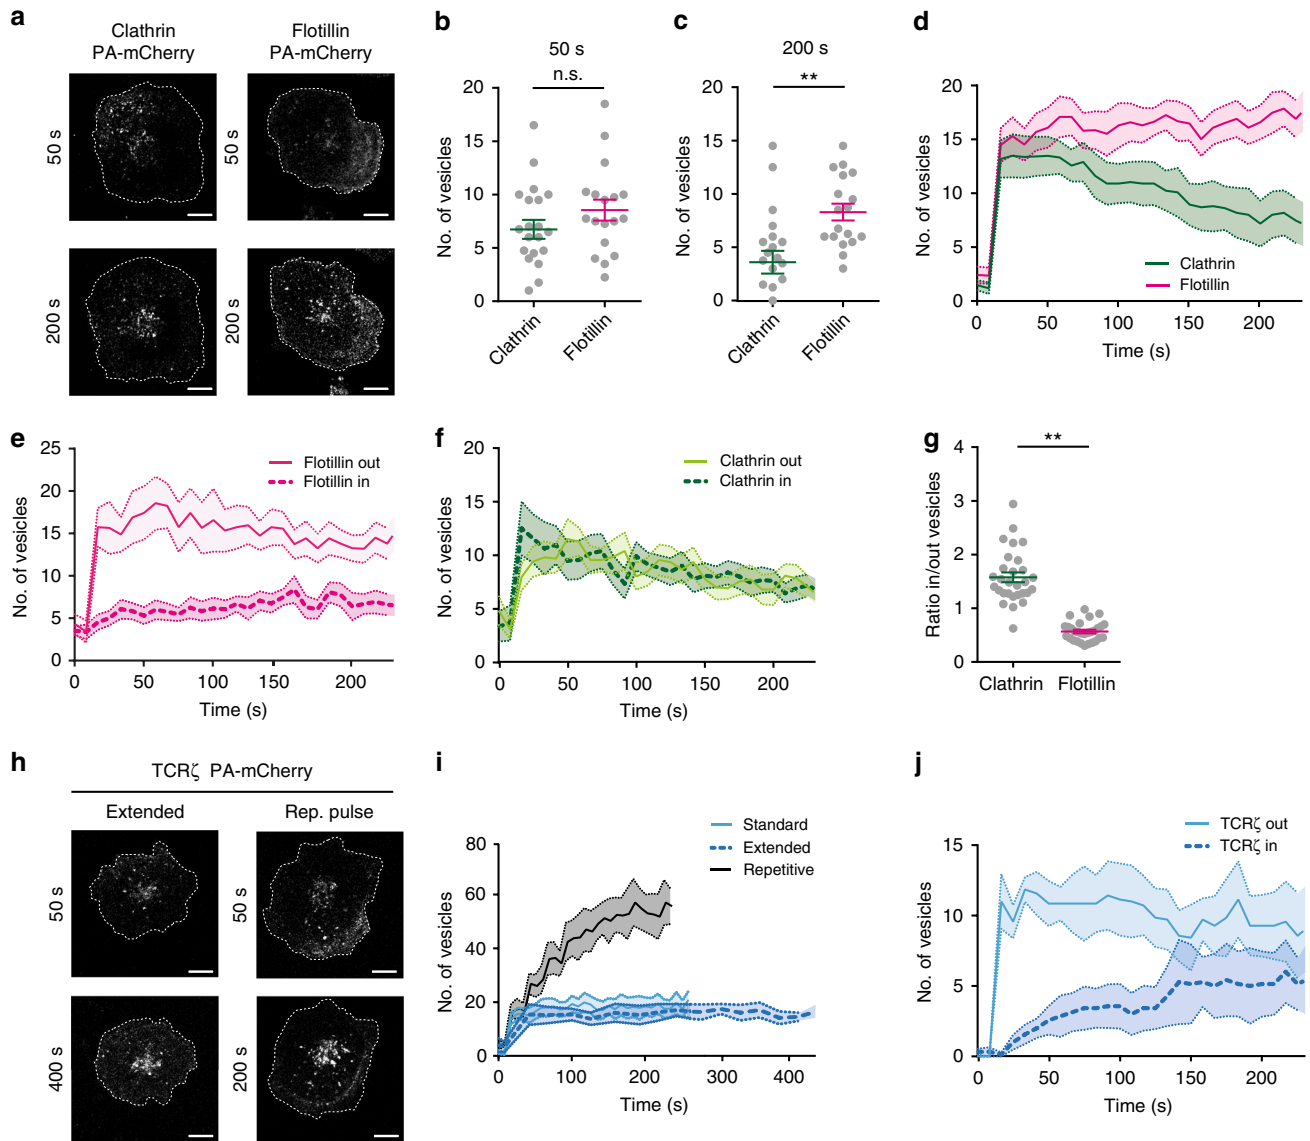 a
Clathrin
PA-mCherry
Flotillin
PA-mCherry
50 s
50 s
200 s
200 s
b
50 s
n.s.
No. of vesicles
20
15
10
5
0
Clathrin
Flotillin
c
200 s
**
No. of vesicles
20
15
10
5
0
Clathrin
Flotillin
d
No. of vesicles
20
15
10
5
0
Clathrin
Flotillin
0 50 100 150 200
Time (s)
e
No. of vesicles
25
20
15
10
5
0
Flotillin out
Flotillin in
0 50 100 150 200
Time (s)
f
No. of vesicles
20
15
10
5
0
Clathrin out
Clathrin in
0 50 100 150 200
Time (s)
g
**
Ratio in/out vesicles
4
3
2
1
0
Clathrin Flotillin
h
TCRζ PA-mCherry
Extended
Rep. pulse
50 s
50 s
400 s
200 s
i
No. of vesicles
80
60
40
20
0
Standard
Extended
Repetitive
0 100 200 300 400
Time (s)
j
No. of vesicles
15
10
5
0
TCRζ out
TCRζ in
0 50 100 150 200
Time (s)